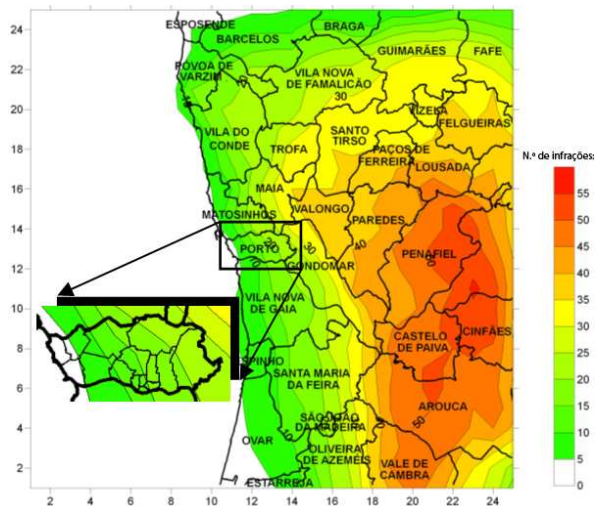 ESPOSENDE
BRAGA
BARCELOS
GUIMARÃES
FAFE
POVOA DE
VARZIM
VILA NOVA
DE FAMALICÃO
30
VIZELA
FELGUEIRAS
VILA DO
CONDE
SANTO
TIRSO
TROFA
PAÇOS DE
FERREIRA
LOUSADA
MAIA
VALONGO
MATOSINHOS
PAREDES
PORTO
30
40
PENAFIEL
GONDOMAR
VILA NOVA
DE GAIA
CASTELO
DE PAIVA
CINFÃES
ESPINHO
SANTA MARIA
DA FEIRA
AROUCA
50
SÃO JOÃO
DA MADEIRA
10
OVAR
OLIVEIRA
DE AZEMÉIS
VALE DE
CÂMBRA
ESTARREJA
24
22
20
18
16
14
12
10
8
6
4
2
2 4 6 8 10 12 14 16 18 20 22 24
N.º de infrações:
55
50
45
40
35
30
25
20
15
10
5
0